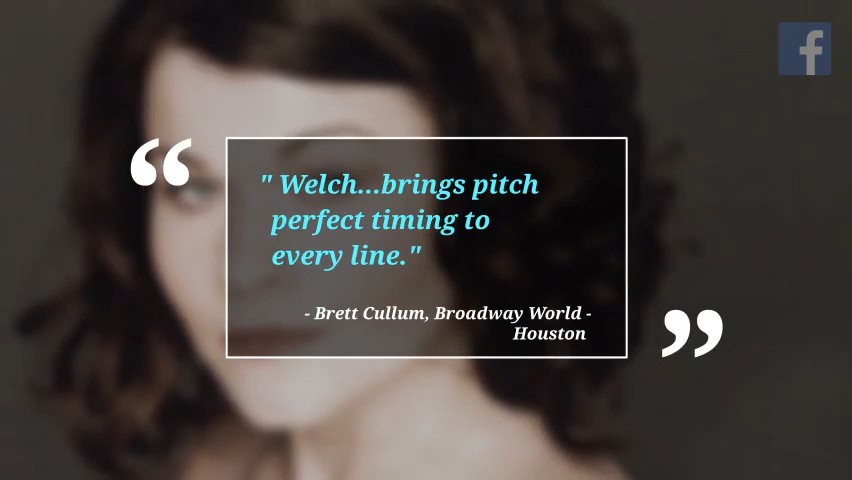 “
" Welch...brings pitch
perfect timing to
every line."
- Brett Cullum, Broadway World -
Houston
”
f